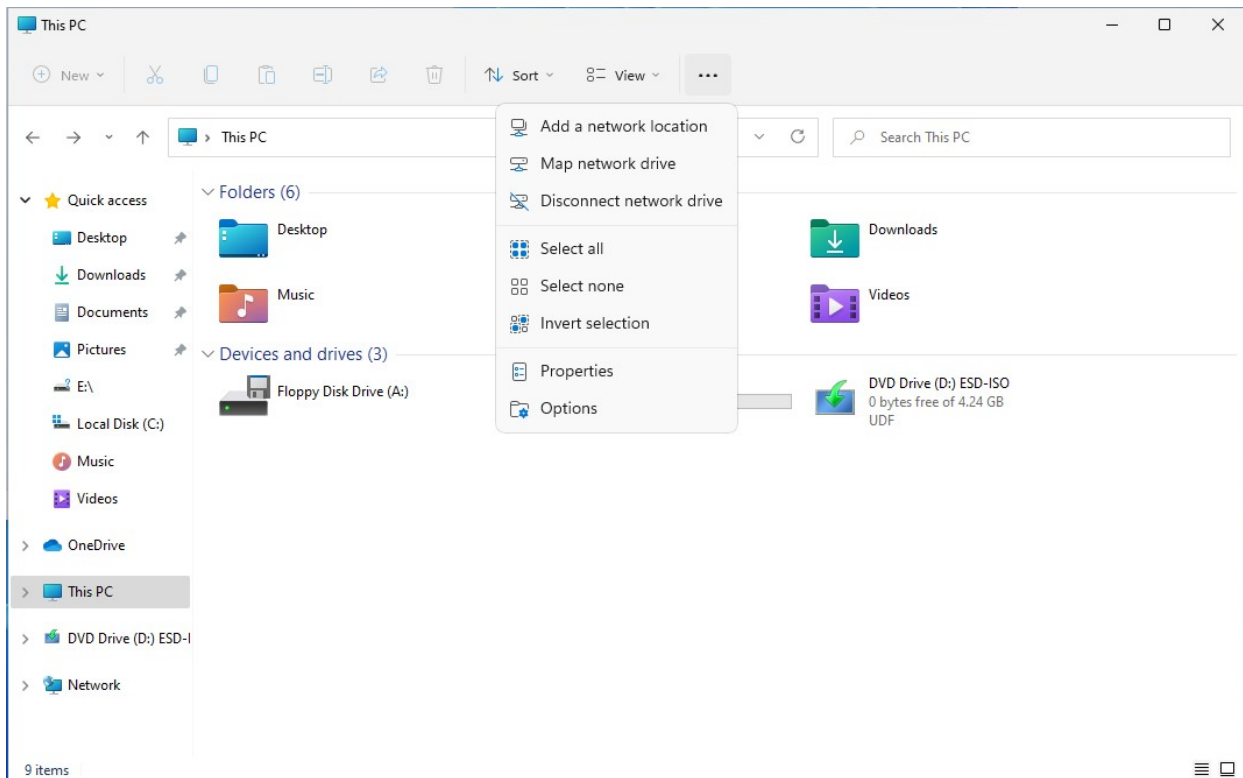 This PC
New
Sort
View
This PC
Search This PC
Add a network location
Map network drive
Disconnect network drive
Select all
Select none
Invert selection
Properties
Options
Quick access
Desktop
Downloads
Documents
Pictures
E:\
Local Disk (C:)
Music
Videos
OneDrive
This PC
DVD Drive (D:) ESD-I
Network
Folders (6)
Desktop
Downloads
Music
Videos
Devices and drives (3)
Floppy Disk Drive (A:)
DVD Drive (D:) ESD-ISO
0 bytes free of 4.24 GB
UDF
9 items